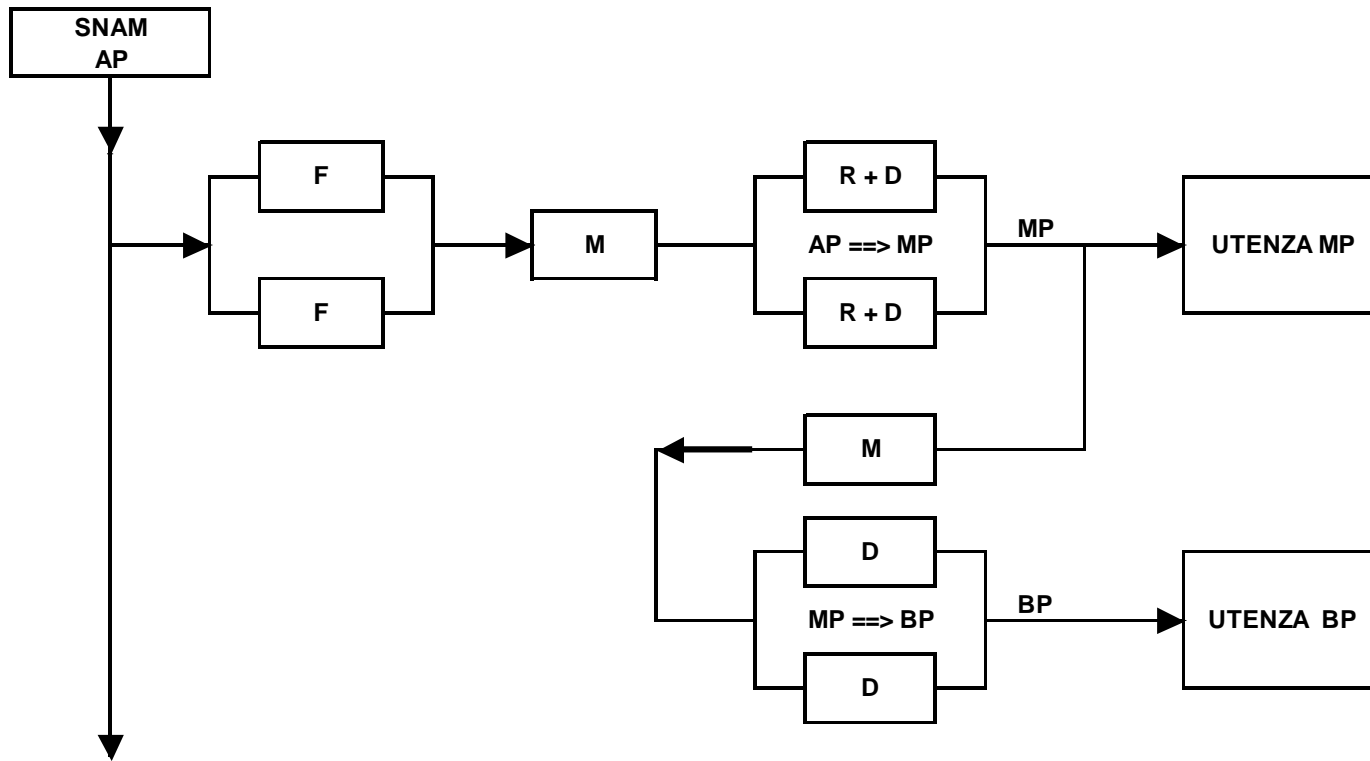 SNAM
AP
F
R + D
MP
M
AP ==> MP
UTENZA MP
F
R + D
M
D
BP
MP ==> BP
UTENZA BP
D